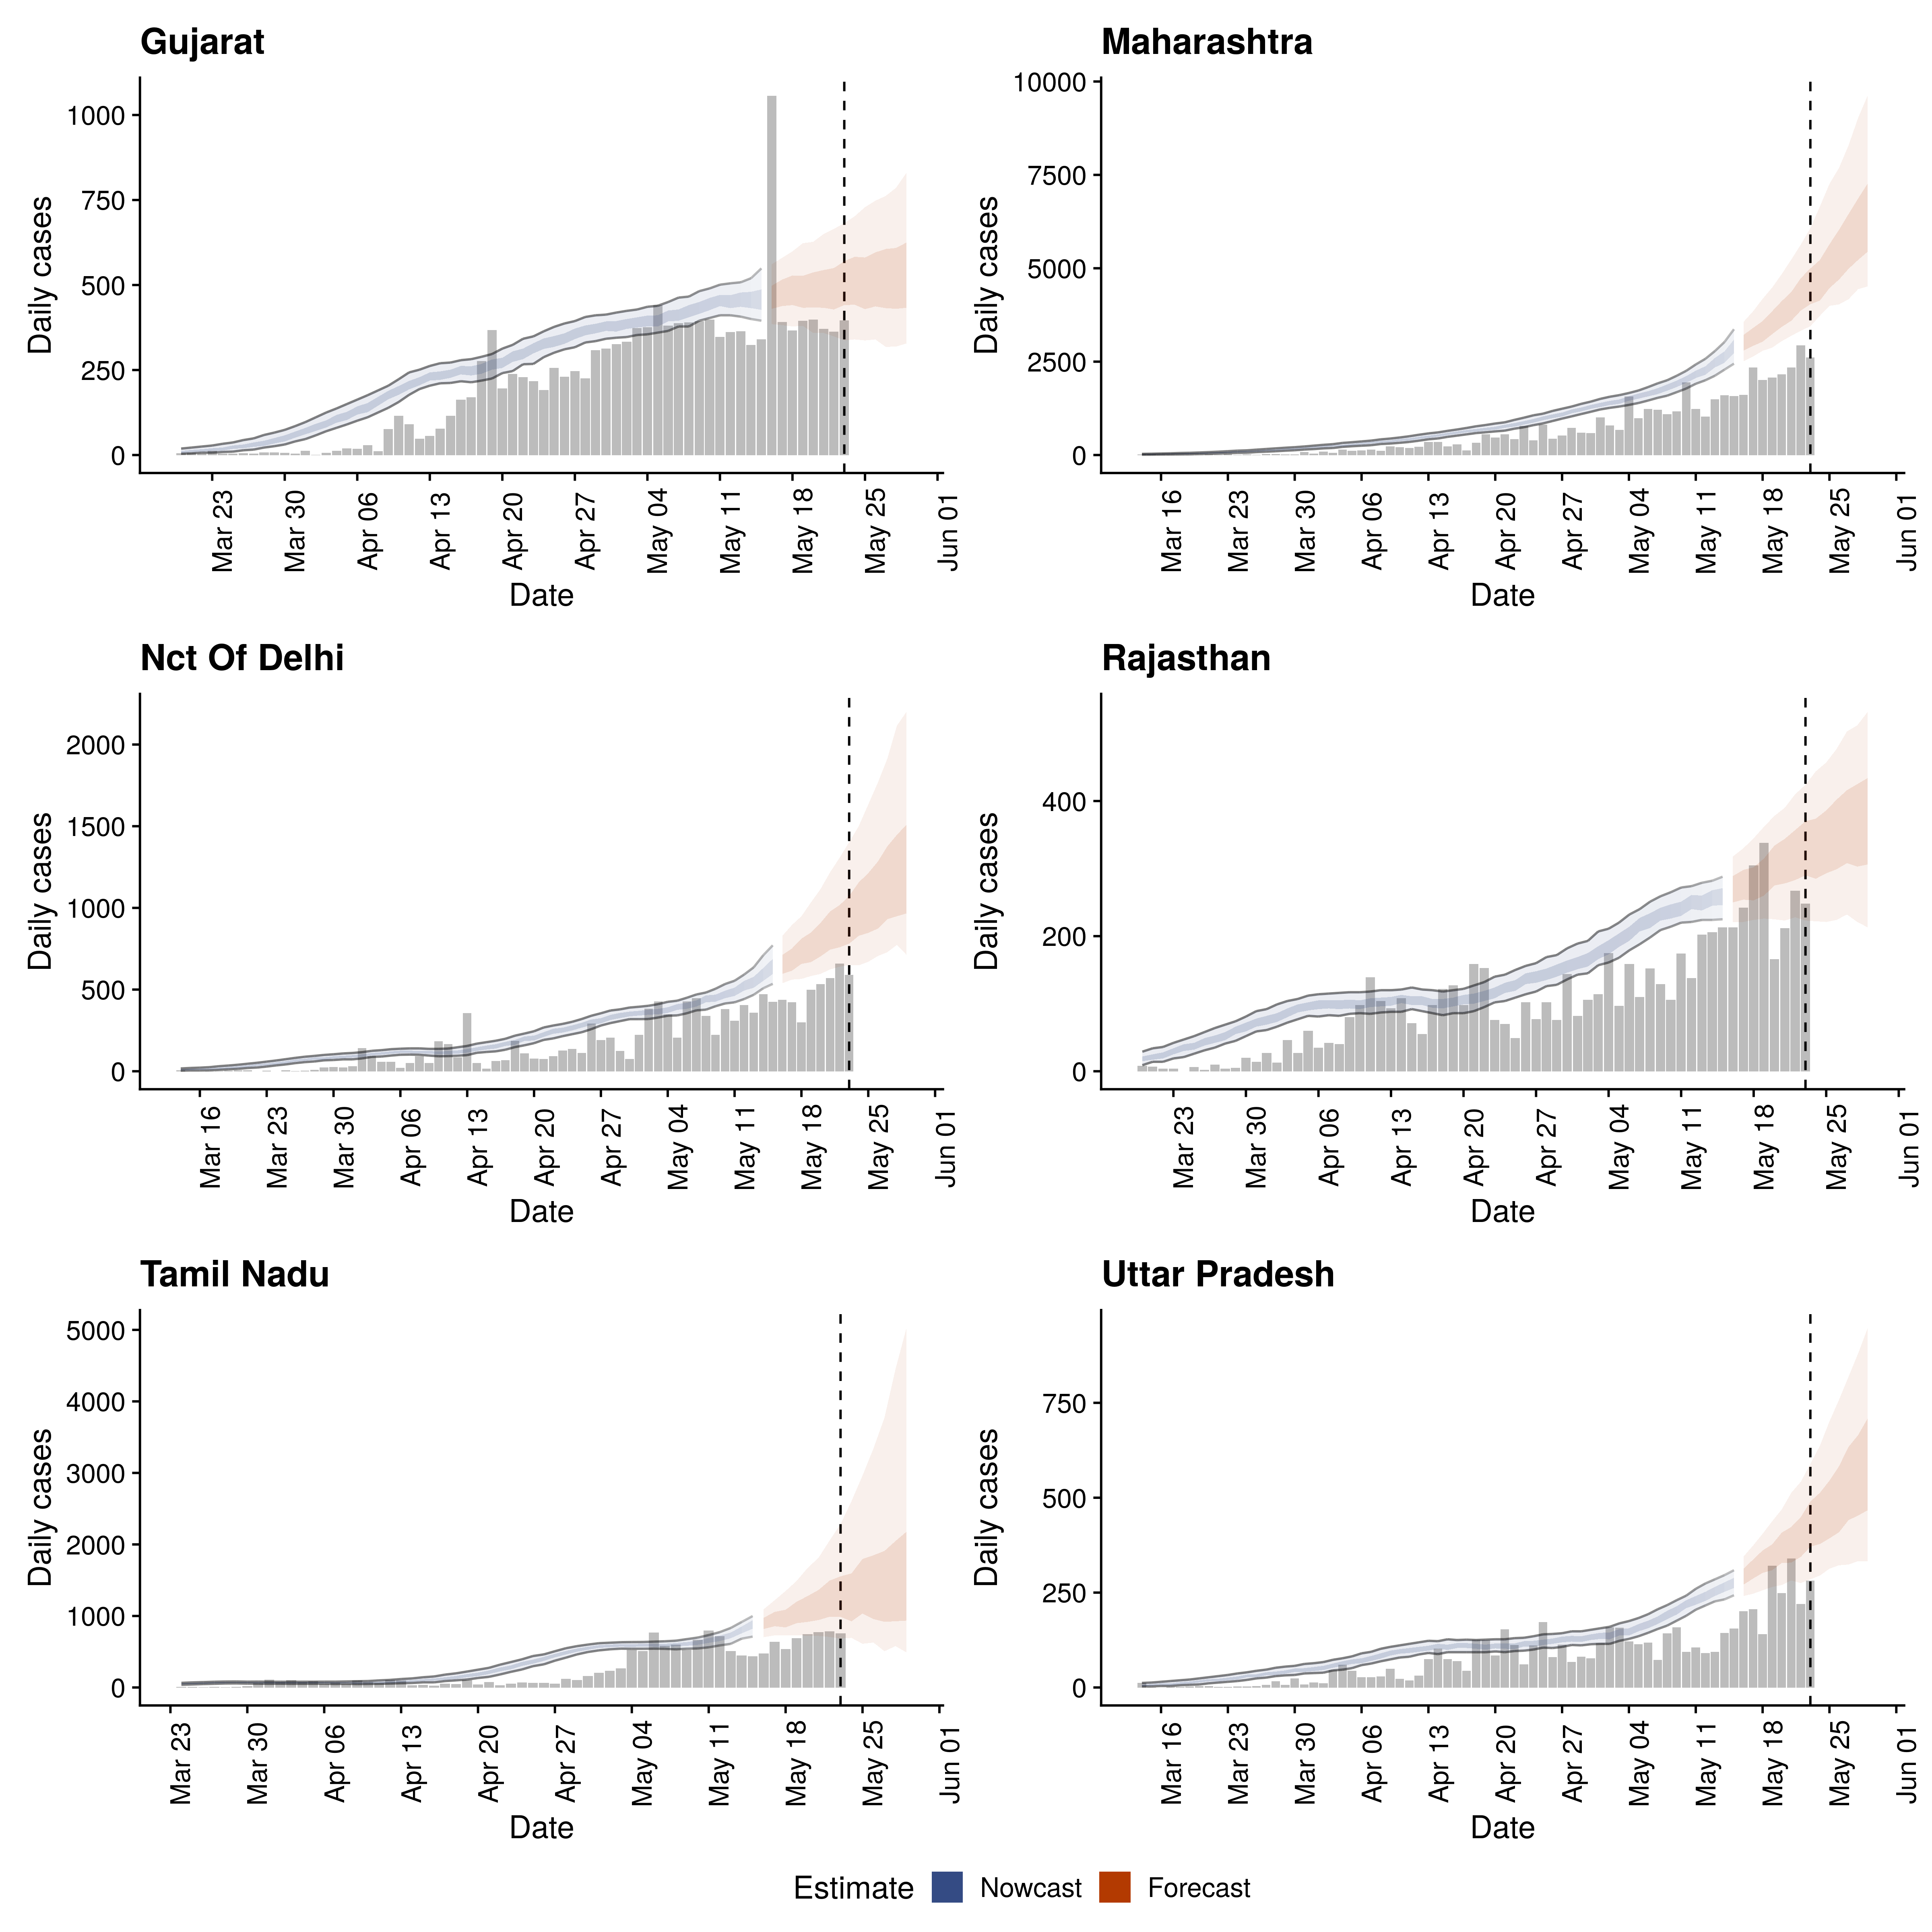 Gujarat
Daily cases
1000
750
500
250
0
Mar 23
Mar 30
Apr 06
Apr 13
Apr 20
Apr 27
May 04
May 11
May 18
May 25
Jun 01
Date
Maharashtra
Daily cases
10000
7500
5000
2500
0
Mar 16
Mar 23
Mar 30
Apr 06
Apr 13
Apr 20
Apr 27
May 04
May 11
May 18
May 25
Jun 01
Date
Nct Of Delhi
Daily cases
2000
1500
1000
500
0
Mar 16
Mar 23
Mar 30
Apr 06
Apr 13
Apr 20
Apr 27
May 04
May 11
May 18
May 25
Jun 01
Date
Rajasthan
Daily cases
400
200
0
Mar 23
Mar 30
Apr 06
Apr 13
Apr 20
Apr 27
May 04
May 11
May 18
May 25
Jun 01
Date
Tamil Nadu
Daily cases
5000
4000
3000
2000
1000
0
Mar 23
Mar 30
Apr 06
Apr 13
Apr 20
Apr 27
May 04
May 11
May 18
May 25
Jun 01
Date
Uttar Pradesh
Daily cases
750
500
250
0
Mar 16
Mar 23
Mar 30
Apr 06
Apr 13
Apr 20
Apr 27
May 04
May 11
May 18
May 25
Jun 01
Date
Estimate Nowcast Forecast